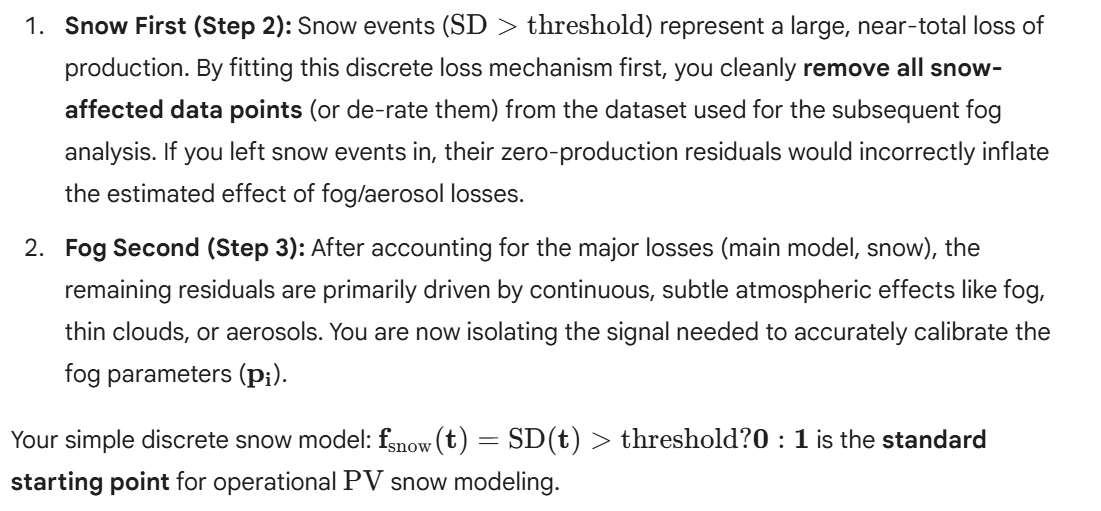 1. Snow First (Step 2): Snow events (SD > threshold) represent a large, near-total loss of
production. By fitting this discrete loss mechanism first, you cleanly remove all snow-
affected data points (or de-rate them) from the dataset used for the subsequent fog
analysis. If you left snow events in, their zero-production residuals would incorrectly inflate
the estimated effect of fog/aerosol losses.
2. Fog Second (Step 3): After accounting for the major losses (main model, snow), the
remaining residuals are primarily driven by continuous, subtle atmospheric effects like fog,
thin clouds, or aerosols. You are now isolating the signal needed to accurately calibrate the
fog parameters (pᵢ).
Your simple discrete snow model: f_snow(t) = SD(t) > threshold?0 : 1 is the standard
starting point for operational PV snow modeling.